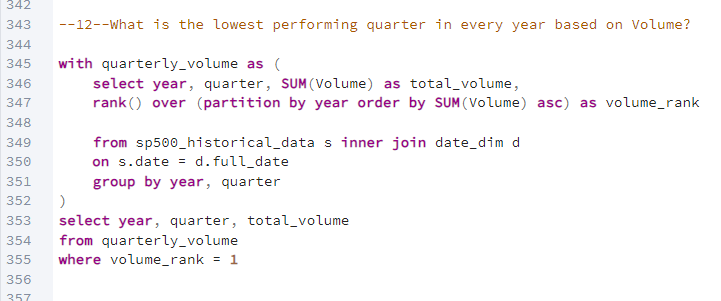 342
343 --12--What is the lowest performing quarter in every year based on Volume?
344
345 with quarterly_volume as (
346 select year, quarter, SUM(Volume) as total_volume,
347 rank() over (partition by year order by SUM(Volume) asc) as volume_rank
348
349 from sp500_historical_data s inner join date_dim d
350 on s.date = d.full_date
351 group by year, quarter
352 )
353 select year, quarter, total_volume
354 from quarterly_volume
355 where volume_rank = 1
356
357